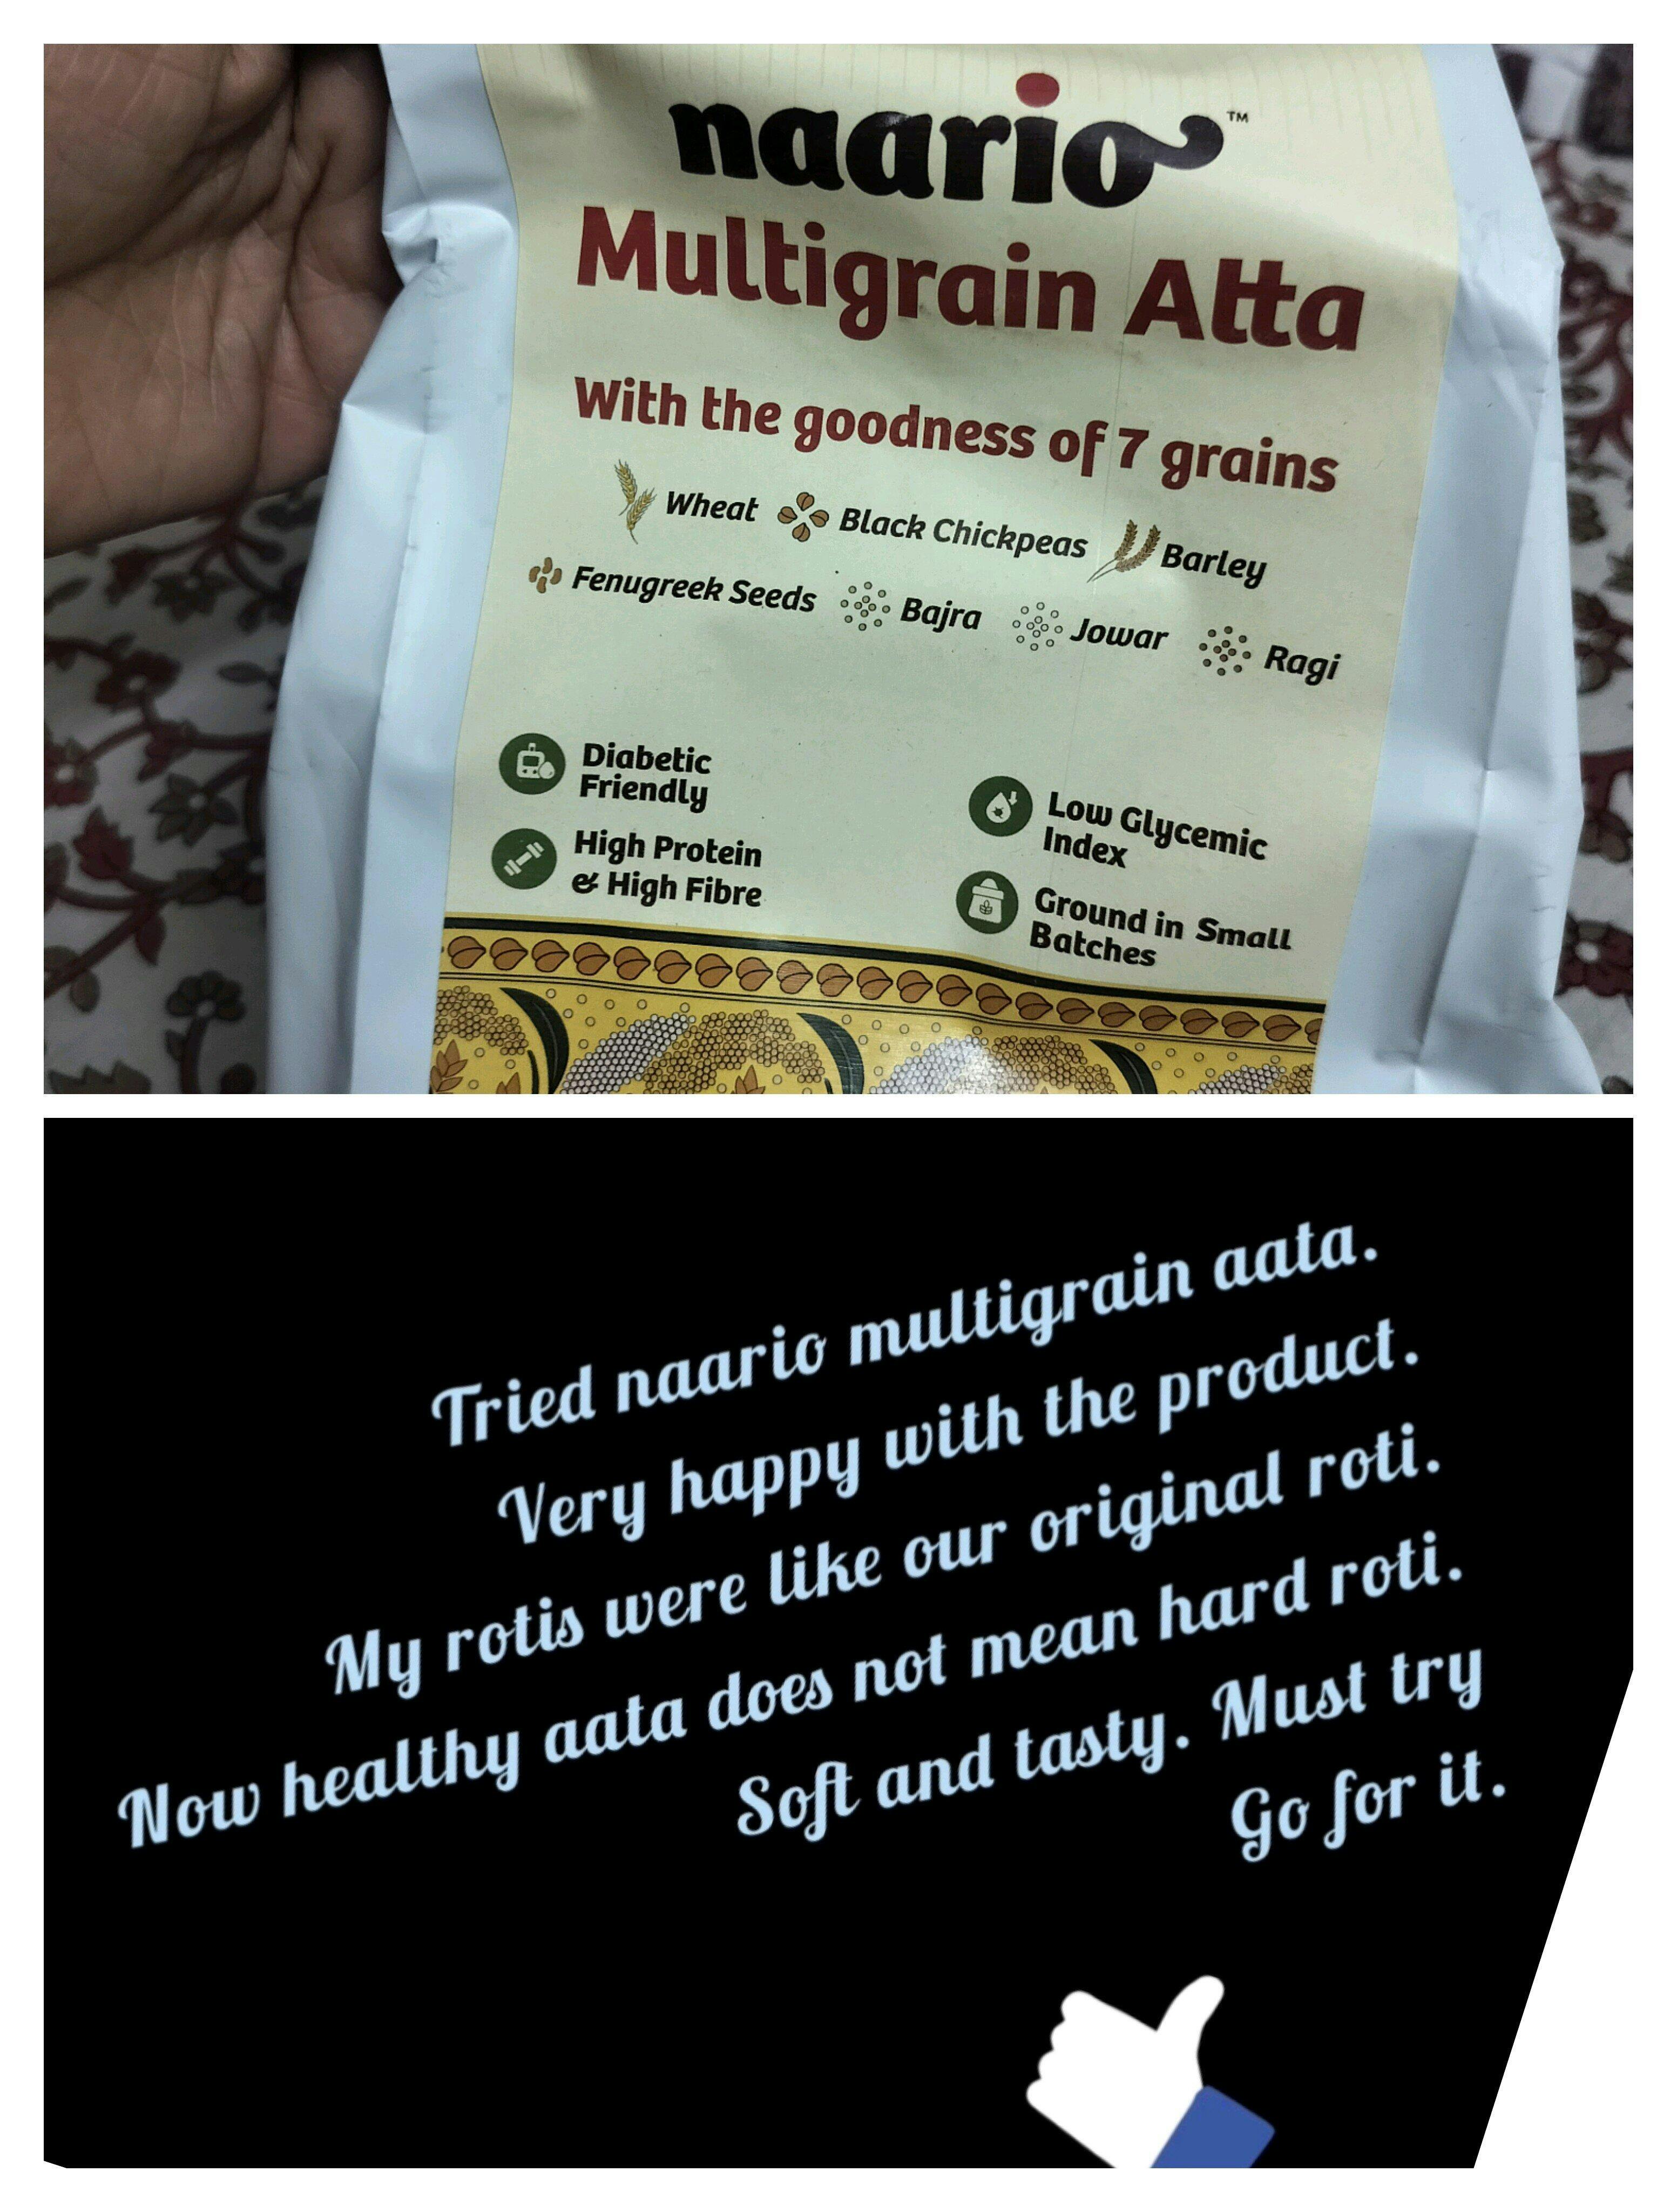 naario™
Multigrain Atta
With the goodness of 7 grains
Wheat Black Chickpeas Barley
Fenugreek Seeds Bajra Jowar Ragi
Diabetic
Friendly
Low Glycemic
Index
High Protein
& High Fibre
Ground in Small
Batches
Tried naario multigrain aata.
Very happy with the product.
My rotis were like our original roti.
Now healthy aata does not mean hard roti.
Soft and tasty. Must try
Go for it.